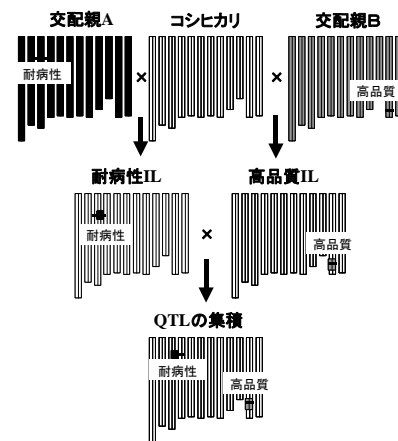 交配親A コシヒカリ 交配親B
耐病性 × × 高品質
耐病性IL 高品質IL
耐病性 × 高品質
QTLの集積
耐病性
高品質